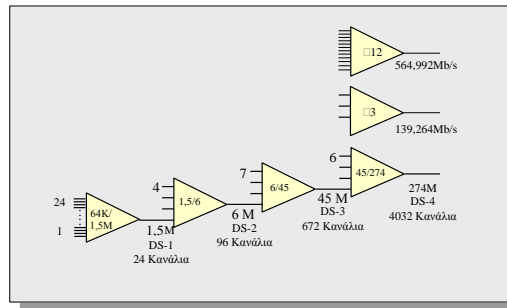 □12
564,992Mb/s
□3
139,264Mb/s
6
45/274
274M
DS-4
4032 Κανάλια
7
6/45
45 M
DS-3
672 Κανάλια
4
1,5/6
6 M
DS-2
96 Κανάλια
24
1
64K/
1,5M
1,5M
DS-1
24 Κανάλια